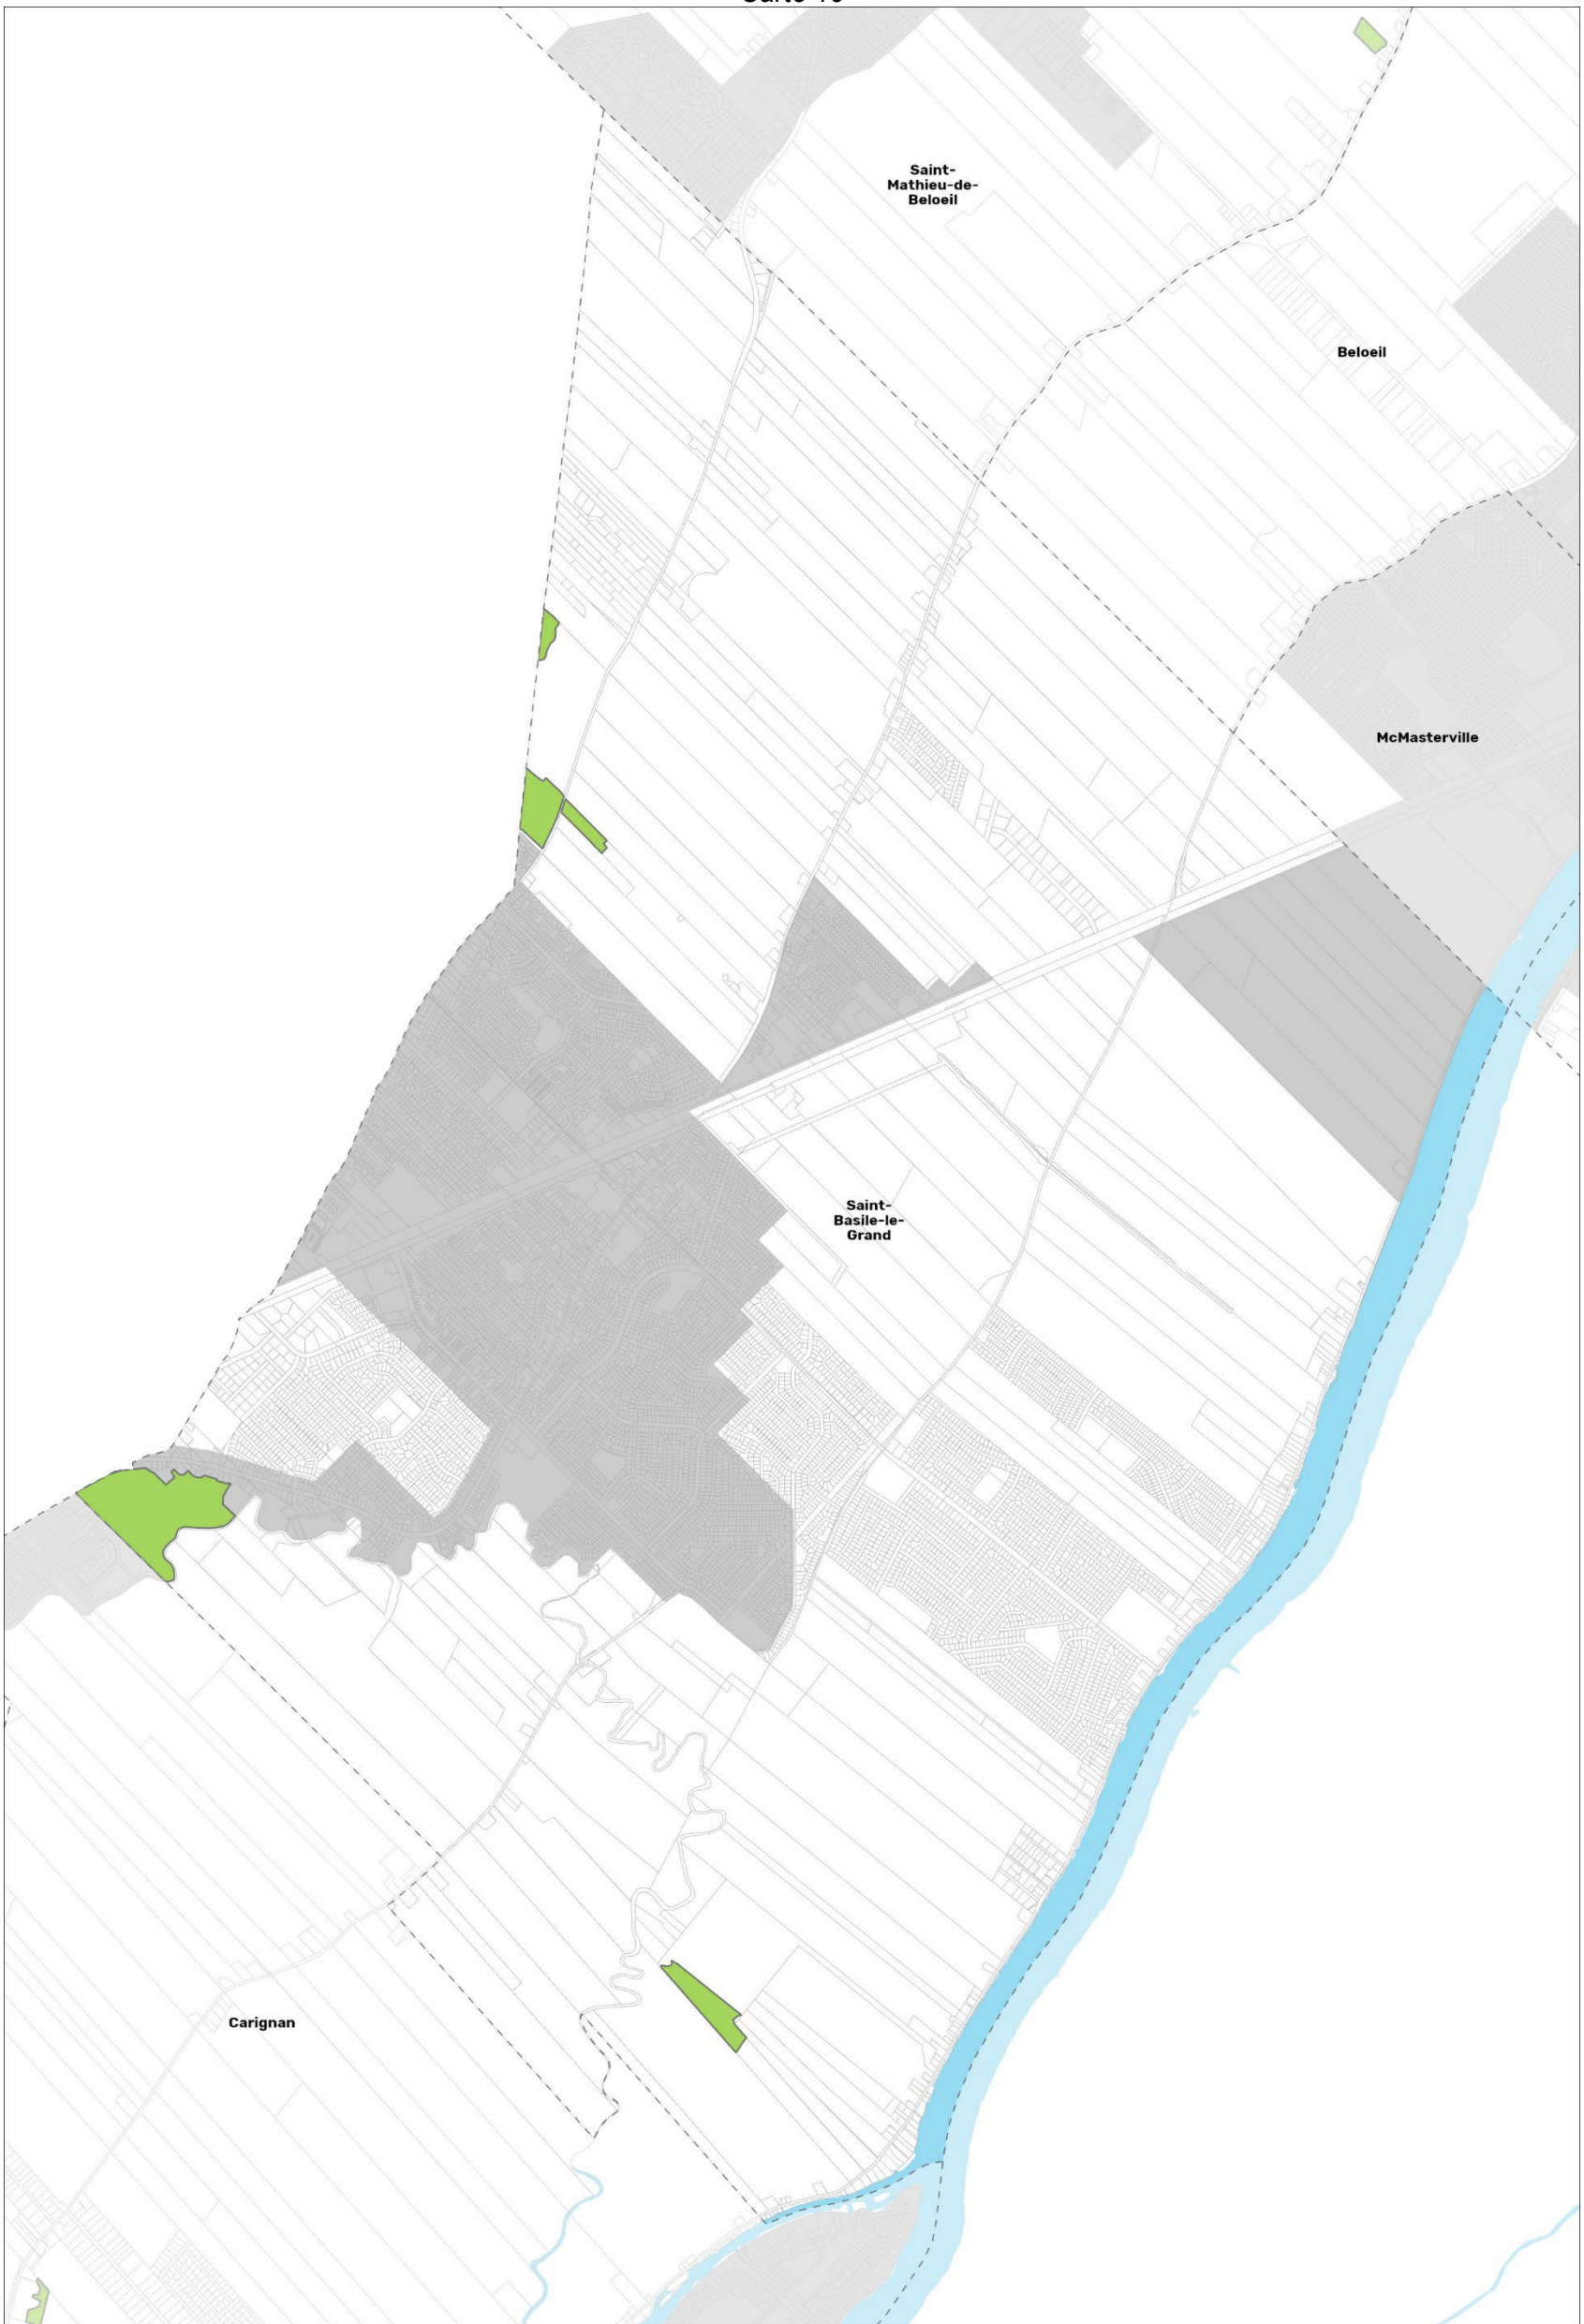 Saint-
Mathieu-de-
Beloeil
Beloeil
McMasterville
Saint-
Basile-le-
Grand
Carignan